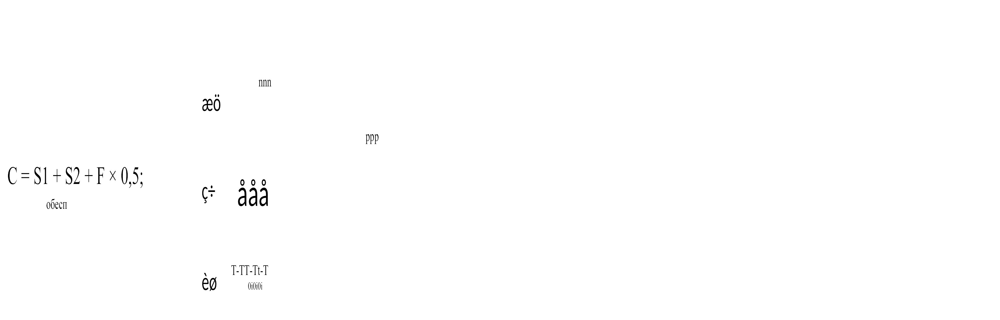 nnn
æö
ppp
C = S1 + S2 + F × 0,5;
ç÷ ååå
обесп
T-TT-Tt-T
èø
0i0i0i